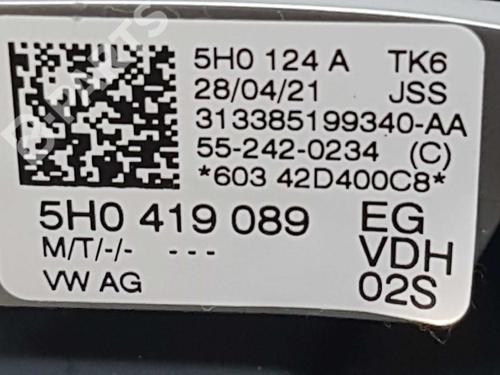 5H0 124 A TK6
28/04/21 JSS
313385199340-AA
55-242-0234 (C)
*603 42D400C8*
5H0 419 089 EG
M/T/-/- --- VDH
VW AG 02S